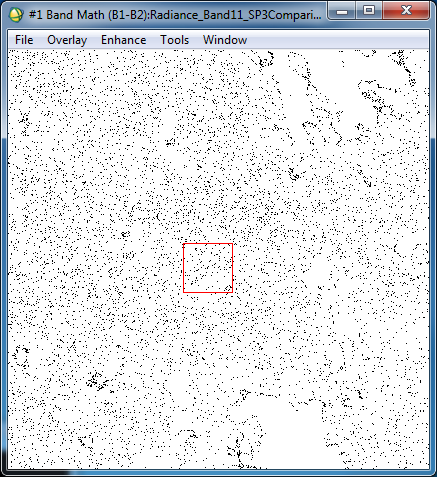 #1 Band Math (B1-B2):Radiance_Band11_SP3Compari...
File Overlay Enhance Tools Window